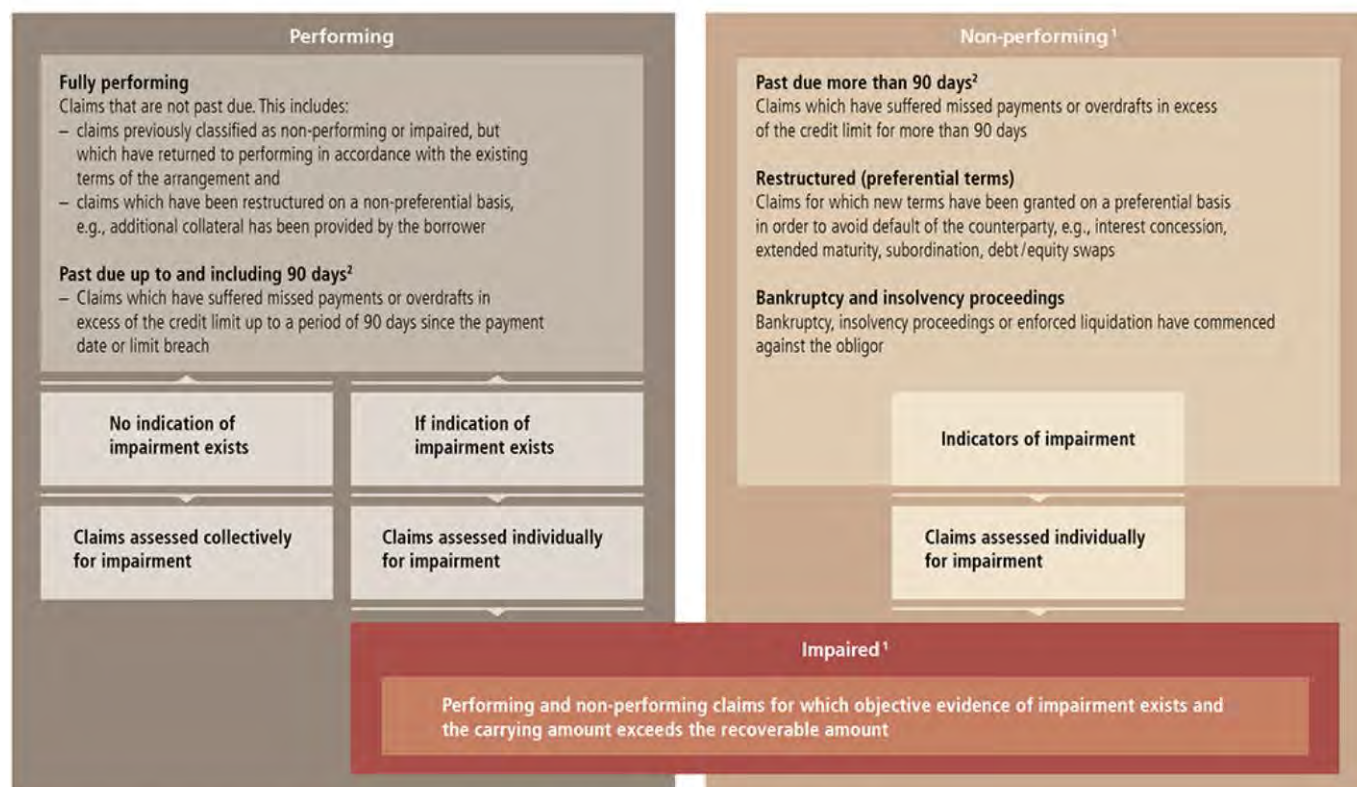 Performing
Fully performing
Claims that are not past due. This includes:
– claims previously classified as non-performing or impaired, but
which have returned to performing in accordance with the existing
terms of the arrangement and
– claims which have been restructured on a non-preferential basis,
e.g., additional collateral has been provided by the borrower
Past due up to and including 90 days²
– Claims which have suffered missed payments or overdrafts in
excess of the credit limit up to a period of 90 days since the payment
date or limit breach
No indication of
impairment exists
If indication of
impairment exists
Claims assessed collectively
for impairment
Claims assessed individually
for impairment
Non-performing¹
Past due more than 90 days²
Claims which have suffered missed payments or overdrafts in excess
of the credit limit for more than 90 days
Restructured (preferential terms)
Claims for which new terms have been granted on a preferential basis
in order to avoid default of the counterparty, e.g., interest concession,
extended maturity, subordination, debt/equity swaps
Bankruptcy and insolvency proceedings
Bankruptcy, insolvency proceedings or enforced liquidation have commenced
against the obligor
Indicators of impairment
Claims assessed individually
for impairment
Impaired¹
Performing and non-performing claims for which objective evidence of impairment exists and
the carrying amount exceeds the recoverable amount